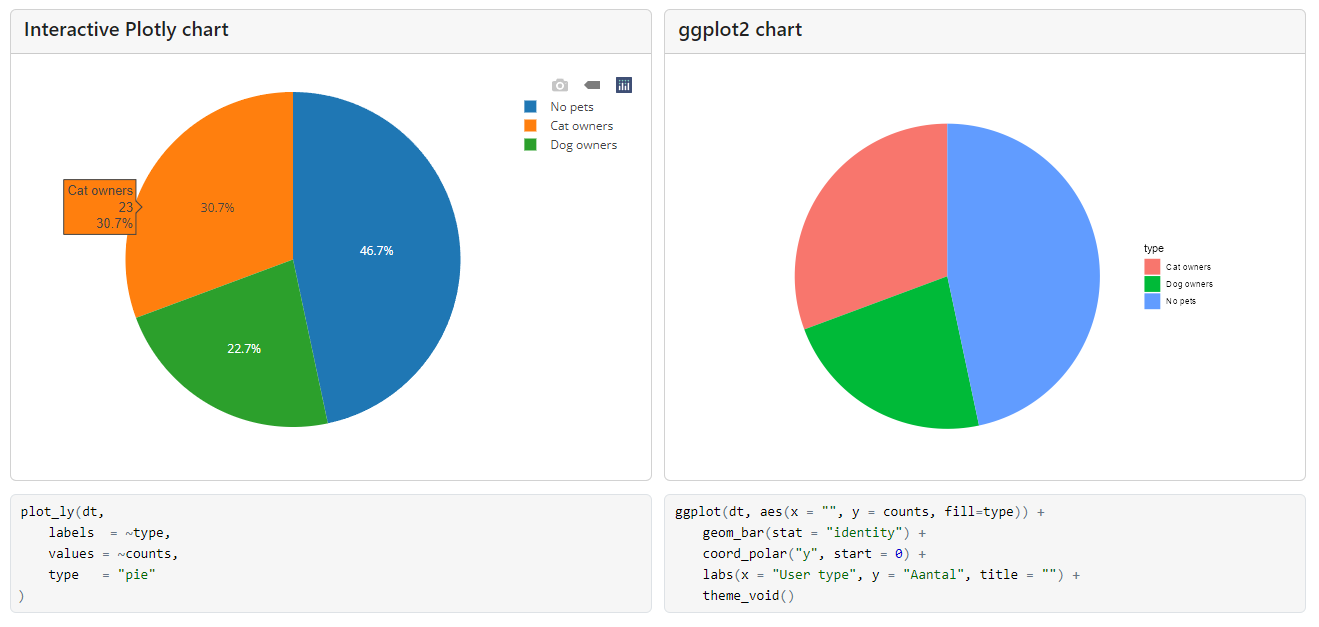 Interactive Plotly chart
No pets
Cat owners
Dog owners
Cat owners
23
30.7%
30.7%
46.7%
22.7%
plot_ly(dt,
    labels  = ~type,
    values = ~counts,
    type   = "pie"
)
ggplot2 chart
type
Cat owners
Dog owners
No pets
ggplot(dt, aes(x = "", y = counts, fill=type)) +
    geom_bar(stat = "identity") +
    coord_polar("y", start = 0) +
    labs(x = "User type", y = "Aantal", title = "") +
    theme_void()